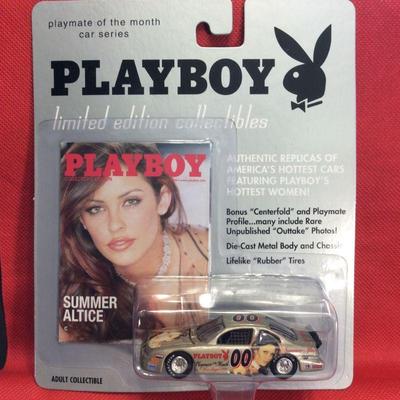 playmate of the month
car series
PLAYBOY
limited edition collectibles
PLAYBOY
SUMMER
ALTICE
AUTHENTIC REPLICAS OF
AMERICA'S HOTTEST CARS
FEATURING PLAYBOY'S
HOTTEST WOMEN!
Bonus "Centerfold" and Playmate
Profile...many include Rare
Unpublished "Outtake" Photos!
Die-Cast Metal Body and Chassis
Lifelike "Rubber" Tires
00
PLAYBOY
00
ADULT COLLECTIBLE